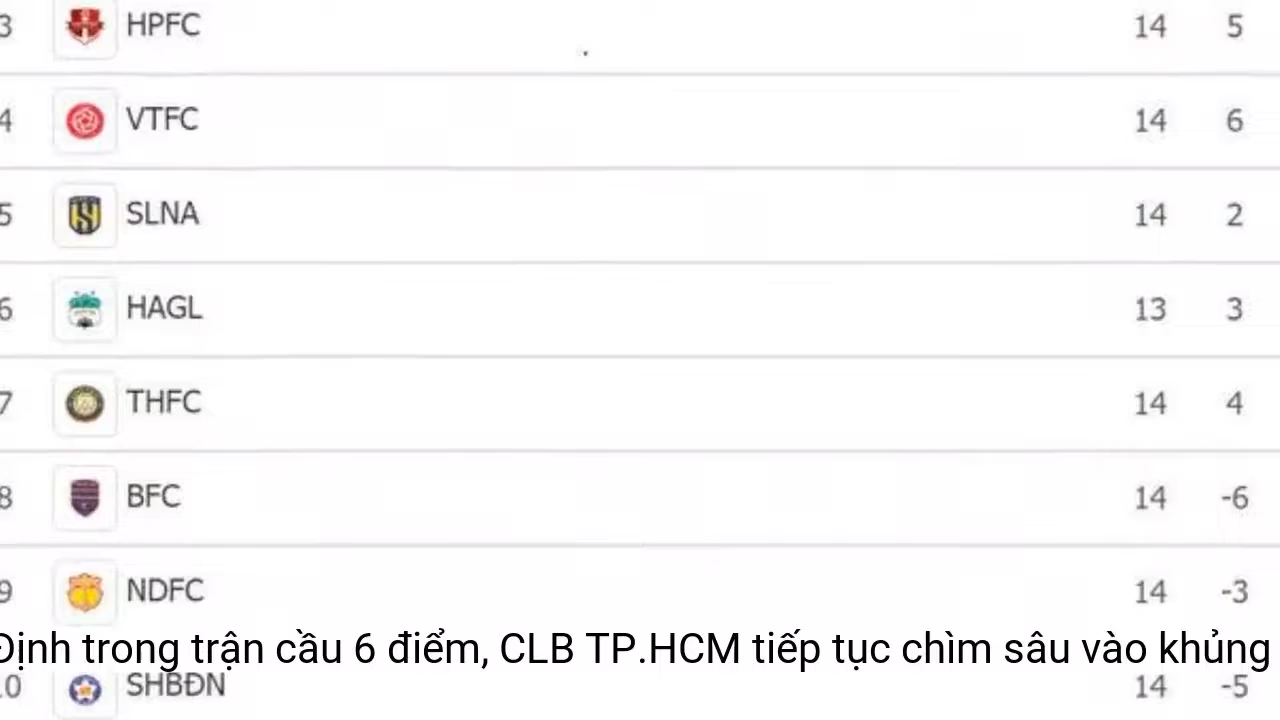 3 HPFC 14 5
4 VTFC 14 6
5 SLNA 14 2
6 HAGL 13 3
7 THFC 14 4
8 BFC 14 -6
9 NDFC 14 -3
Định trong trận cầu 6 điểm, CLB TP.HCM tiếp tục chìm sâu vào khủng
10 SHBĐN 14 -5